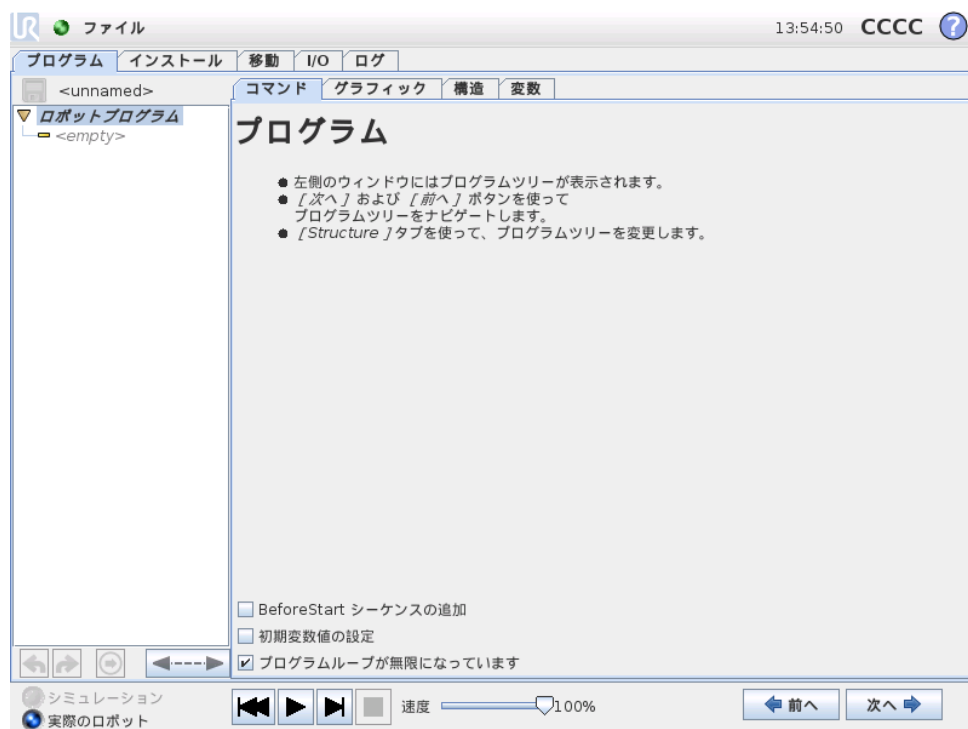 UR ファイル 13:54:50 CCCC ?
プログラム インストール 移動 I/O ログ
<unnamed>
コマンド グラフィック 構造 変数
ロボットプログラム
<empty>
プログラム
● 左側のウィンドウにはプログラムツリーが表示されます。
● [次へ] および [前へ] ボタンを使って
プログラムツリーをナビゲートします。
● [Structure ]タブを使って、プログラムツリーを変更します。
BeforeStart シーケンスの追加
初期変数値の設定
プログラムループが無限になっています
シミュレーション
実際のロボット
速度 100%
前へ 次へ